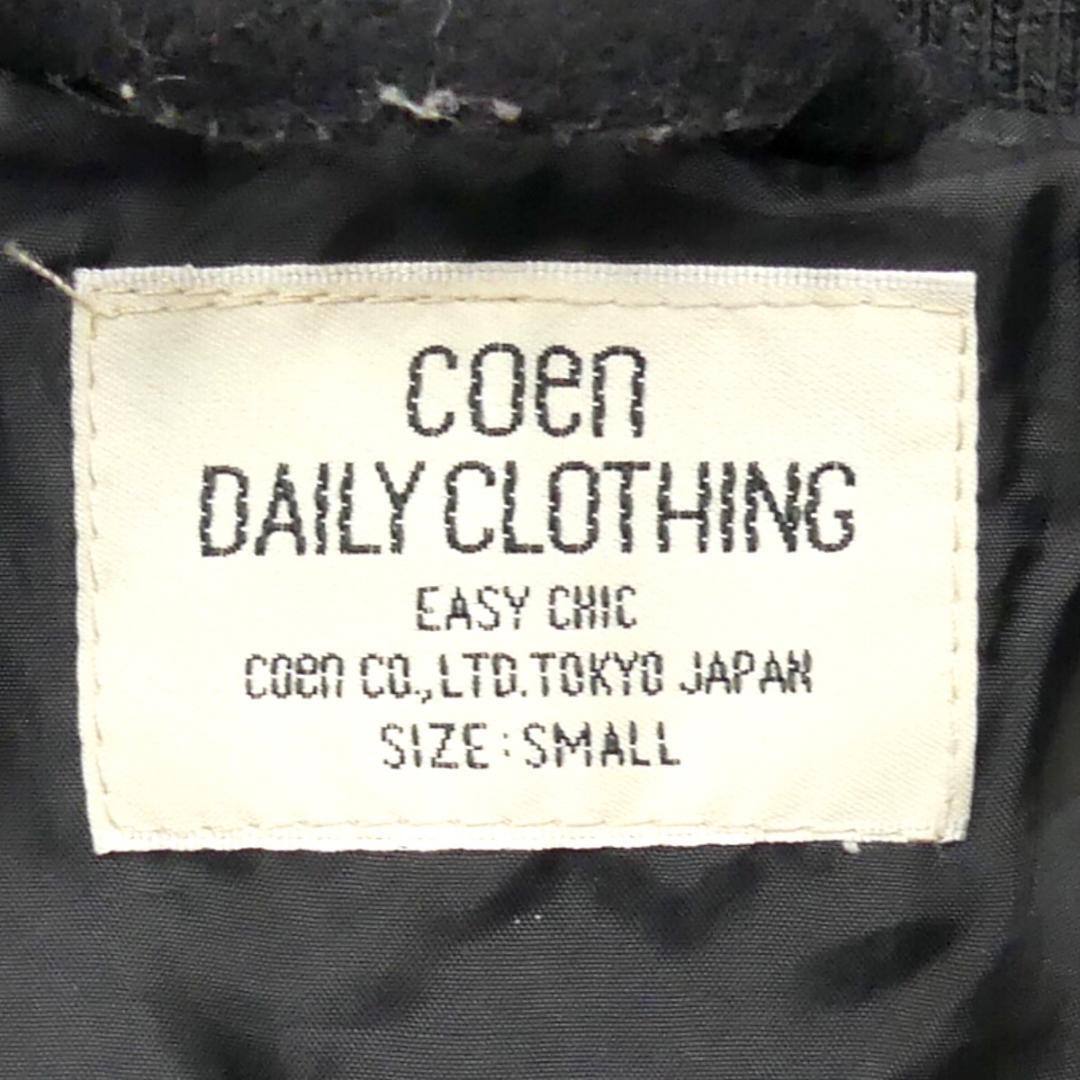 coen
DAILY CLOTHING
EASY CHIC
coen CO.,LTD.TOKYO JAPAN
SIZE:SMALL